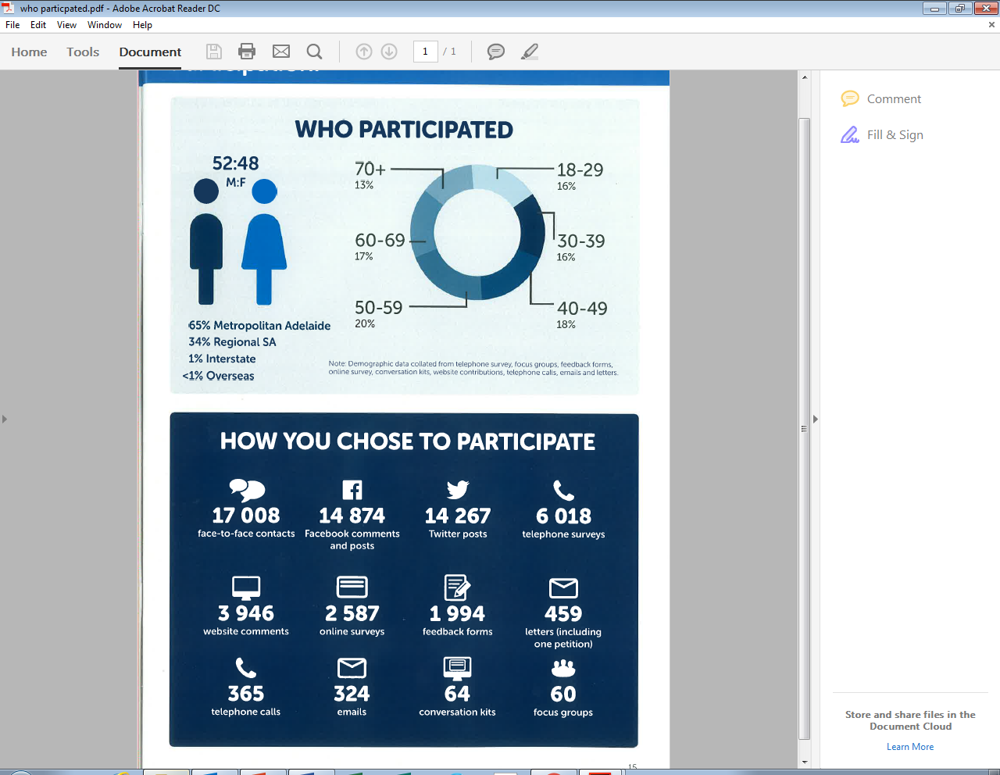 who particpated.pdf - Adobe Acrobat Reader DC
File Edit View Window Help
Home Tools Document 1 / 1
WHO PARTICIPATED
52:48
M:F
65% Metropolitan Adelaide
34% Regional SA
1% Interstate
<1% Overseas
70+
13%
18-29
16%
60-69
17%
30-39
16%
50-59
20%
40-49
18%
Note: Demographic data collated from telephone survey, focus groups, feedback forms,
online survey, conversation kits, website contributions, telephone calls, emails and letters.
HOW YOU CHOSE TO PARTICIPATE
17 008
face-to-face contacts
14 874
Facebook comments
and posts
14 267
Twitter posts
6 018
telephone surveys
3 946
website comments
2 587
online surveys
1 994
feedback forms
459
letters (including
one petition)
365
telephone calls
324
emails
64
conversation kits
60
focus groups
15
Comment
Fill & Sign
Store and share files in the
Document Cloud
Learn More